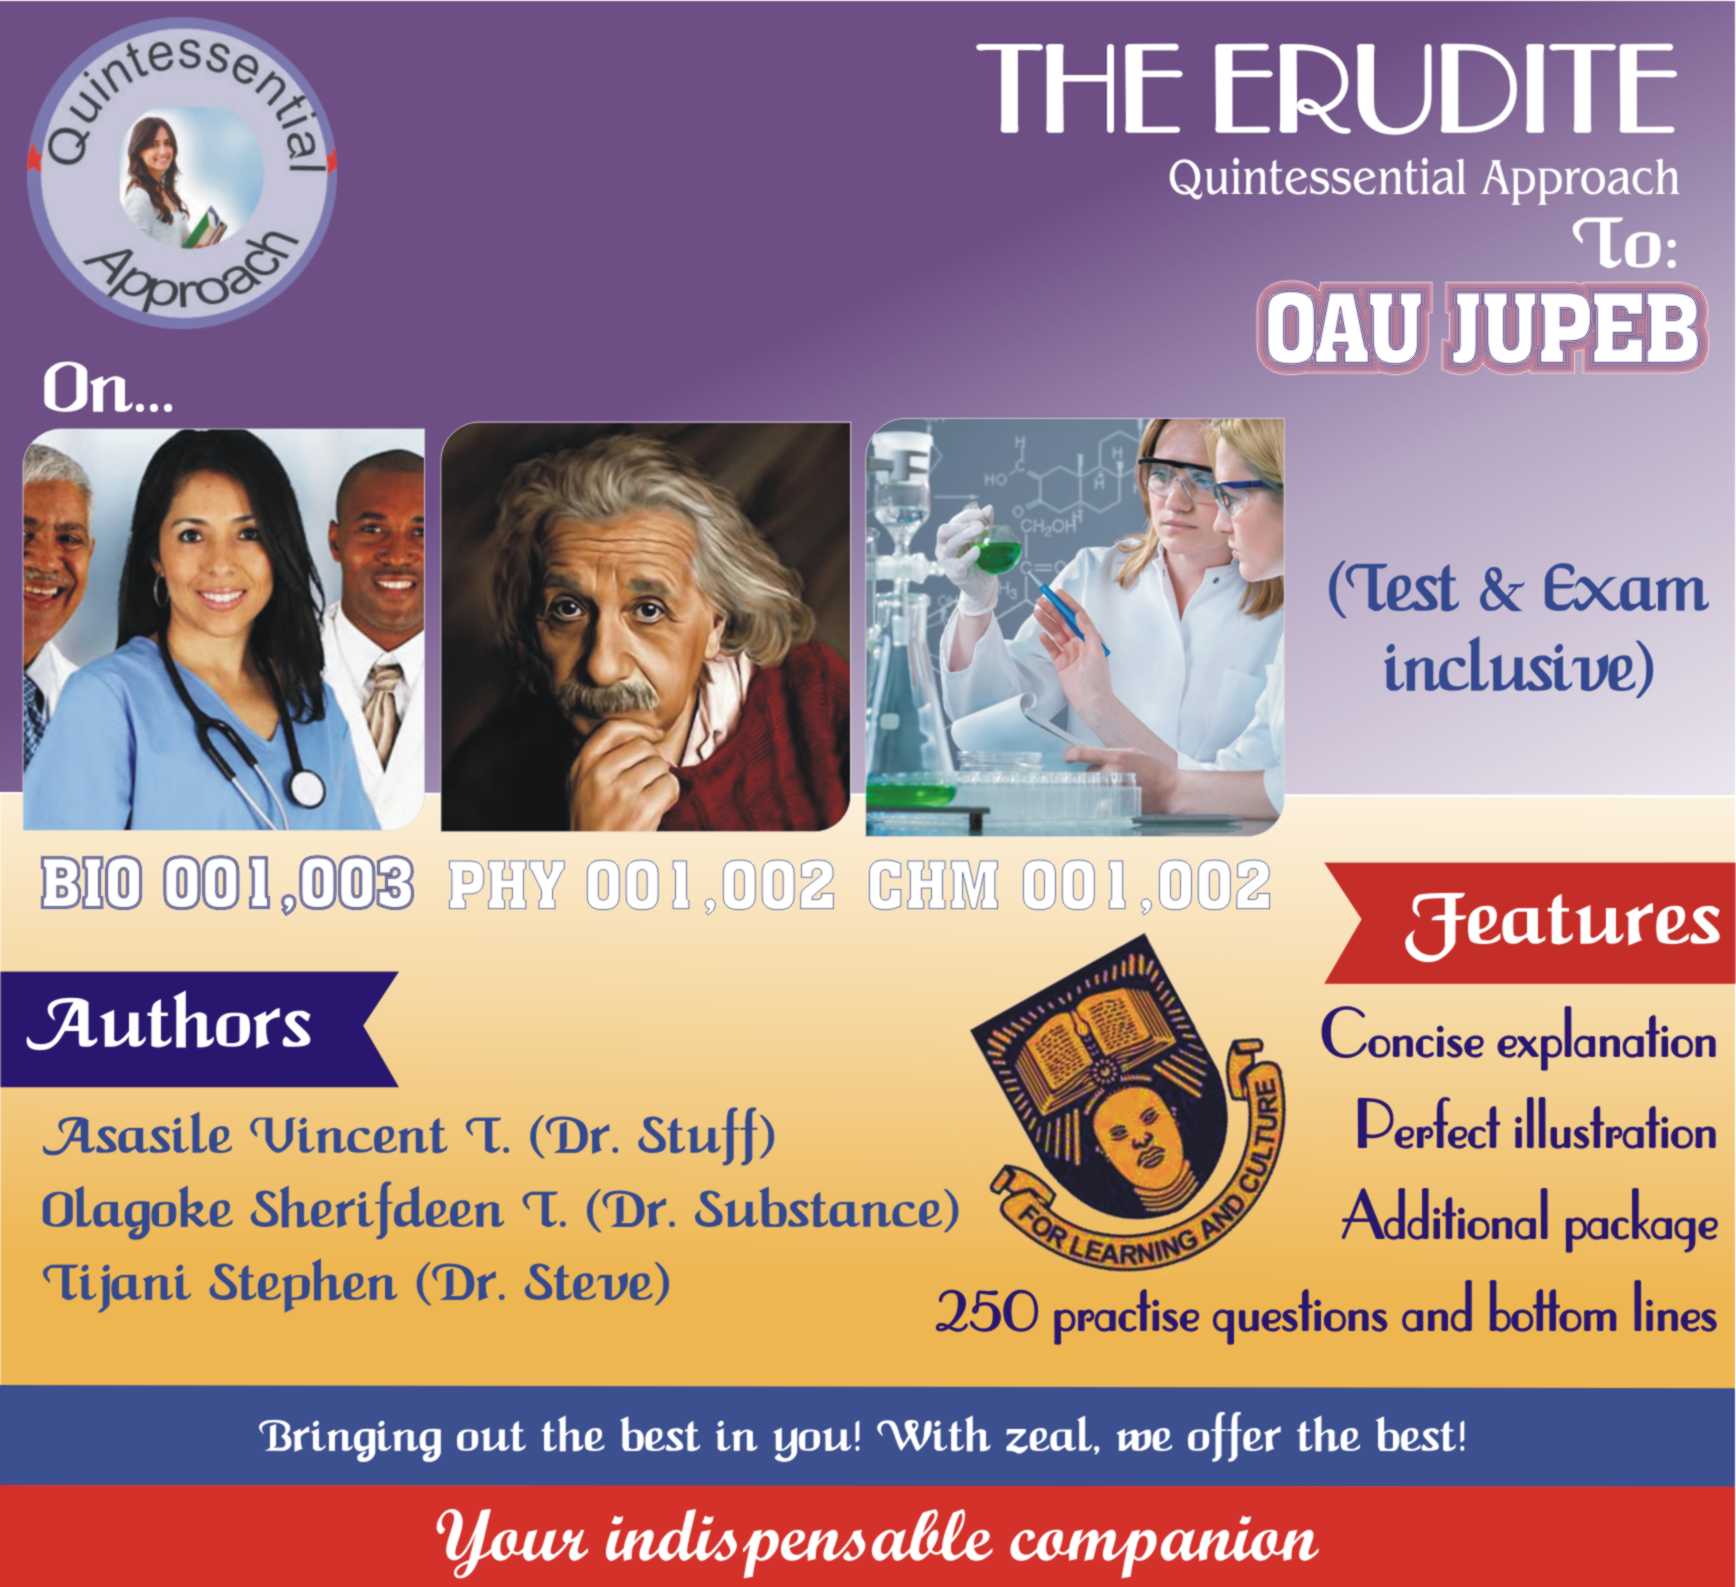 Quintessential
Approach
THE ERUDITE
Quintessential Approach
To:
OAU JUPEB
On...
(Test & Exam
inclusive)
HO
CH₂OH
BIO 001,003
PHY 001,002
CHM 001,002
Features
Authors
Concise explanation
Perfect illustration
Additional package
250 practise questions and bottom lines
Asasile Vincent T. (Dr. Stuff)
Olagoke Sherifdeen T. (Dr. Substance)
Tijani Stephen (Dr. Steve)
FOR LEARNING AND CULTURE
Bringing out the best in you! With zeal, we offer the best!
Your indispensable companion